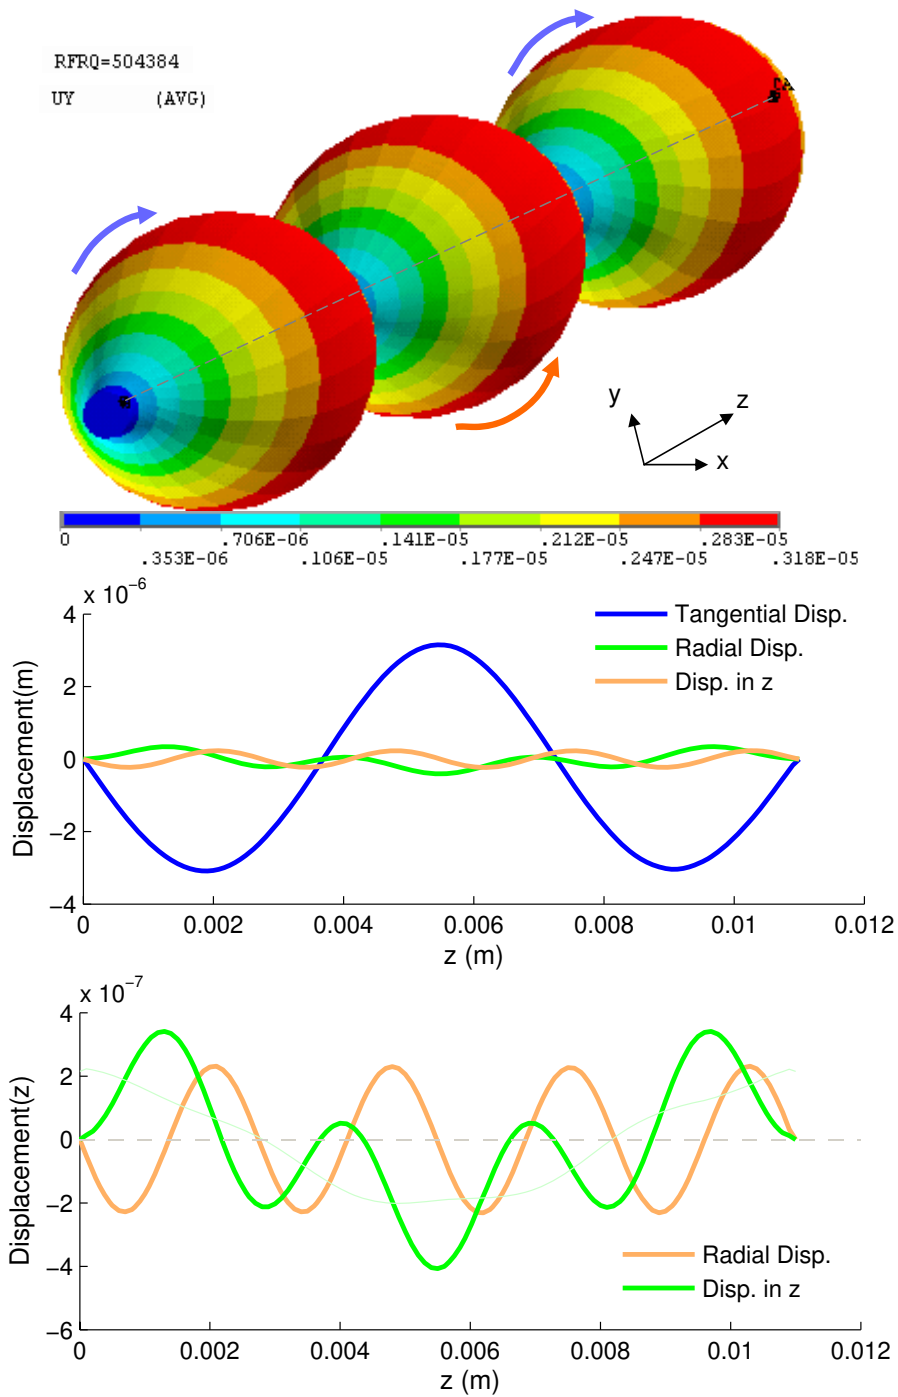 RFRQ=504384
UY (AVG)
y
z
x
0 .706E-06 .141E-05 .212E-05 .283E-05
.353E-06 .106E-05 .177E-05 .247E-05 .318E-05
x 10⁻⁶
4
2
0
−2
−4
Displacement(m)
Tangential Disp.
Radial Disp.
Disp. in z
0 0.002 0.004 0.006 0.008 0.01 0.012
z (m)
x 10⁻⁷
4
2
0
−2
−4
−6
Displacement(z)
Radial Disp.
Disp. in z
0 0.002 0.004 0.006 0.008 0.01 0.012
z (m)